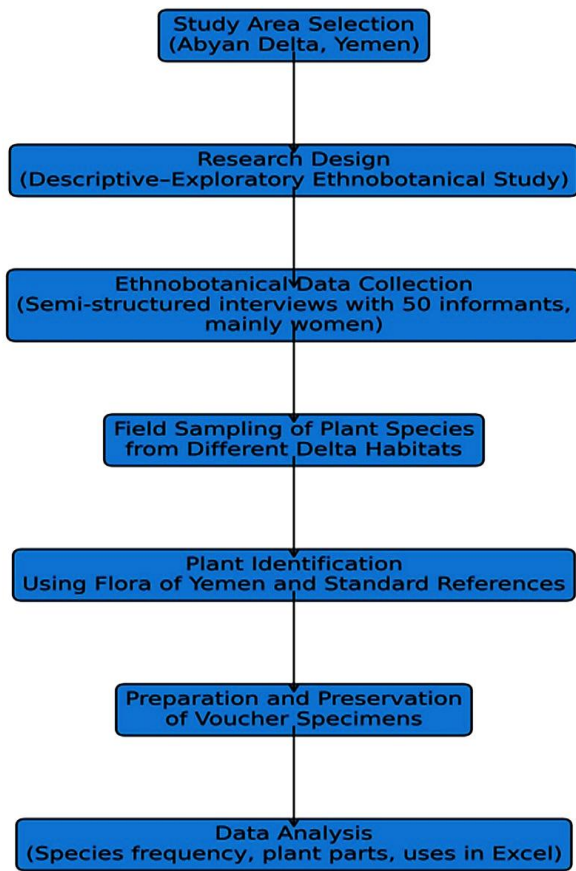 Study Area Selection
(Abyan Delta, Yemen)
Research Design
(Descriptive–Exploratory Ethnobotanical Study)
Ethnobotanical Data Collection
(Semi-structured interviews with 50 informants,
mainly women)
Field Sampling of Plant Species
from Different Delta Habitats
Plant Identification
Using Flora of Yemen and Standard References
Preparation and Preservation
of Voucher Specimens
Data Analysis
(Species frequency, plant parts, uses in Excel)